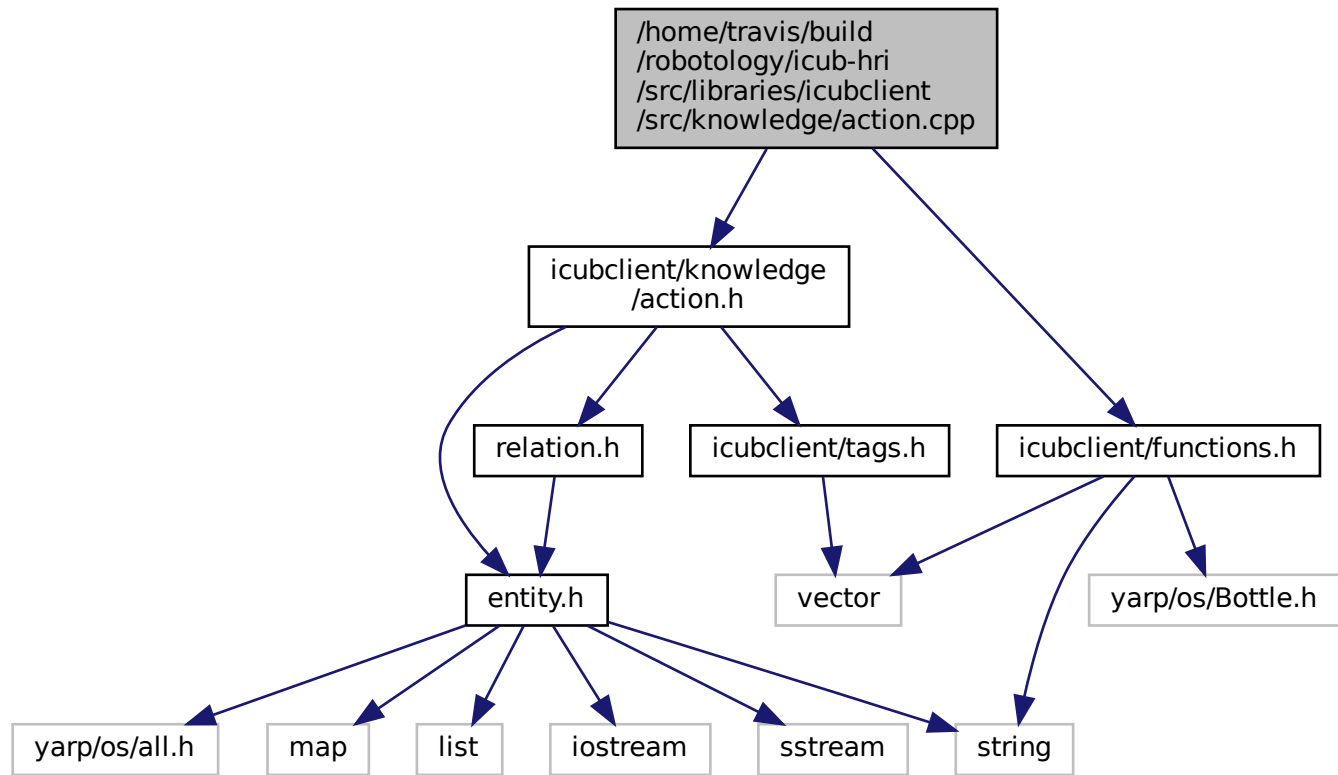 /home/travis/build
/robotology/icub-hri
/src/libraries/icubclient
/src/knowledge/action.cpp
icubclient/knowledge
/action.h
relation.h
icubclient/tags.h
icubclient/functions.h
entity.h
vector
yarp/os/Bottle.h
yarp/os/all.h
map
list
iostream
sstream
string